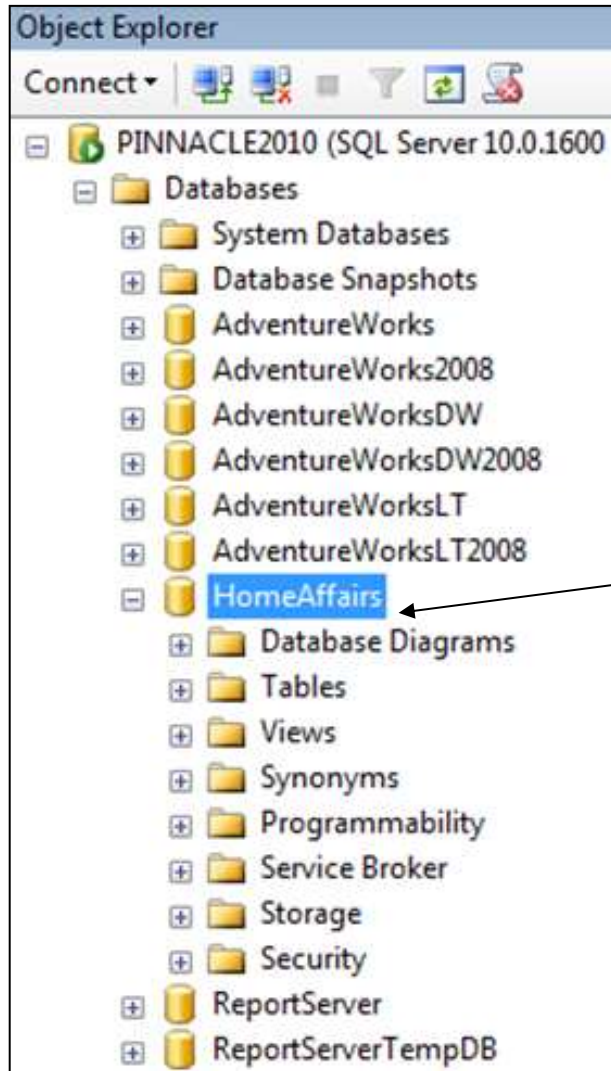 Object Explorer
Connect
PINNACLE2010 (SQL Server 10.0.1600
Databases
System Databases
Database Snapshots
AdventureWorks
AdventureWorks2008
AdventureWorksDW
AdventureWorksDW2008
AdventureWorksLT
AdventureWorksLT2008
HomeAffairs
Database Diagrams
Tables
Views
Synonyms
Programmability
Service Broker
Storage
Security
ReportServer
ReportServerTempDB